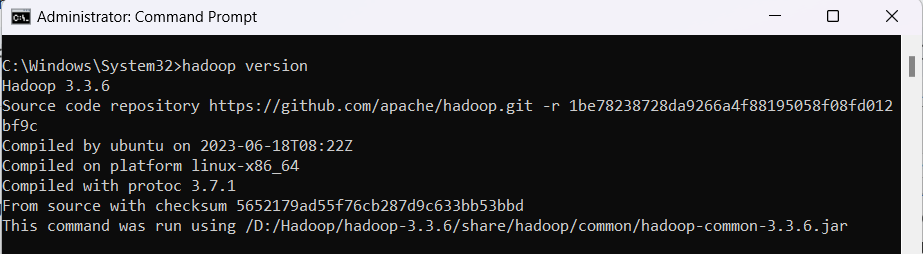 Administrator: Command Prompt
C:\Windows\System32>hadoop version
Hadoop 3.3.6
Source code repository https://github.com/apache/hadoop.git -r 1be78238728da9266a4f88195058f08fd012
bf9c
Compiled by ubuntu on 2023-06-18T08:22Z
Compiled on platform linux-x86_64
Compiled with protoc 3.7.1
From source with checksum 5652179ad55f76cb287d9c633bb53bbd
This command was run using /D:/Hadoop/hadoop-3.3.6/share/hadoop/common/hadoop-common-3.3.6.jar